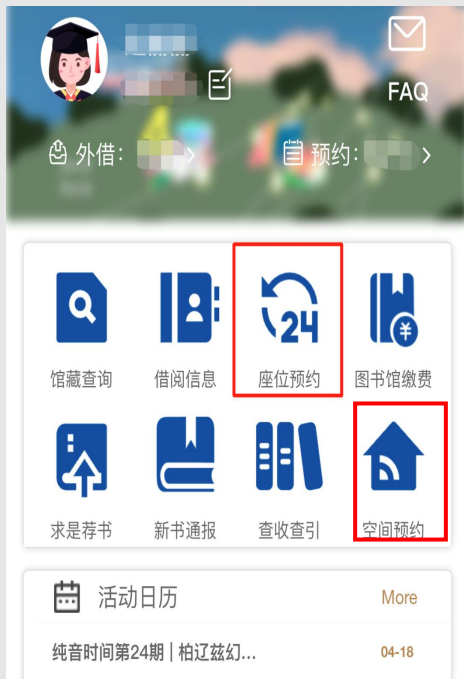 FAQ
外借：
预约：
24
馆藏查询 借阅信息 座位预约 图书馆缴费
求是荐书 新书通报 查收查引 空间预约
活动日历 More
纯音时间第24期 | 柏辽兹幻... 04-18